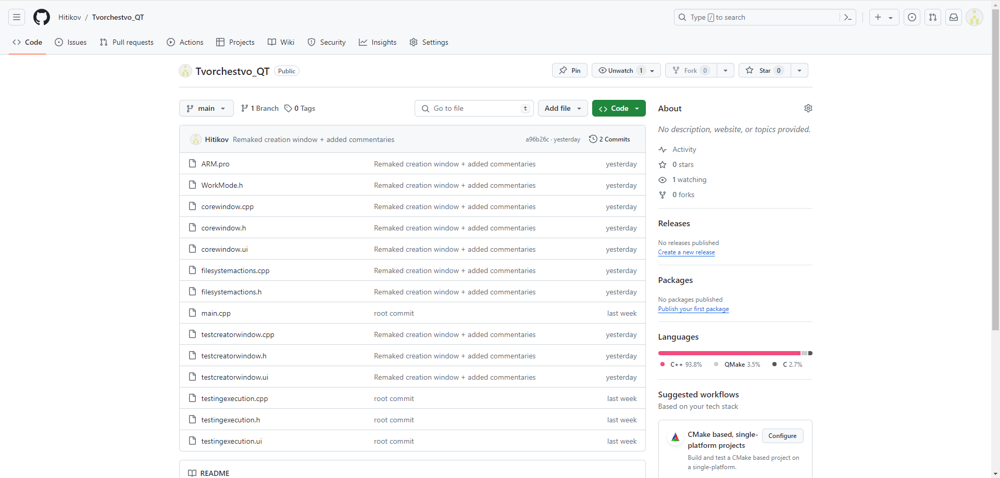 Hitikov / Tvorchestvo_QT
Type / to search
Code Issues Pull requests Actions Projects Wiki Security Insights Settings
Tvorchestvo_QT Public
Pin Unwatch 1 Fork 0 Star 0
main 1 Branch 0 Tags Go to file t Add file Code
Hitikov Remaked creation window + added commentaries a96b26c · yesterday 2 Commits
ARM.pro Remaked creation window + added commentaries yesterday
WorkMode.h Remaked creation window + added commentaries yesterday
corewindow.cpp Remaked creation window + added commentaries yesterday
corewindow.h Remaked creation window + added commentaries yesterday
corewindow.ui Remaked creation window + added commentaries yesterday
filesystemactions.cpp Remaked creation window + added commentaries yesterday
filesystemactions.h Remaked creation window + added commentaries yesterday
main.cpp root commit last week
testcreatorwindow.cpp Remaked creation window + added commentaries yesterday
testcreatorwindow.h Remaked creation window + added commentaries yesterday
testcreatorwindow.ui Remaked creation window + added commentaries yesterday
testingexecution.cpp root commit last week
testingexecution.h root commit last week
testingexecution.ui root commit last week
README
About
No description, website, or topics provided.
Activity
0 stars
1 watching
0 forks
Releases
No releases published
Create a new release
Packages
No packages published
Publish your first package
Languages
C++ 93.8% QMake 3.5% C 2.7%
Suggested workflows
Based on your tech stack
CMake based, single-
platform projects
Configure
Build and test a CMake based project on
a single-platform.